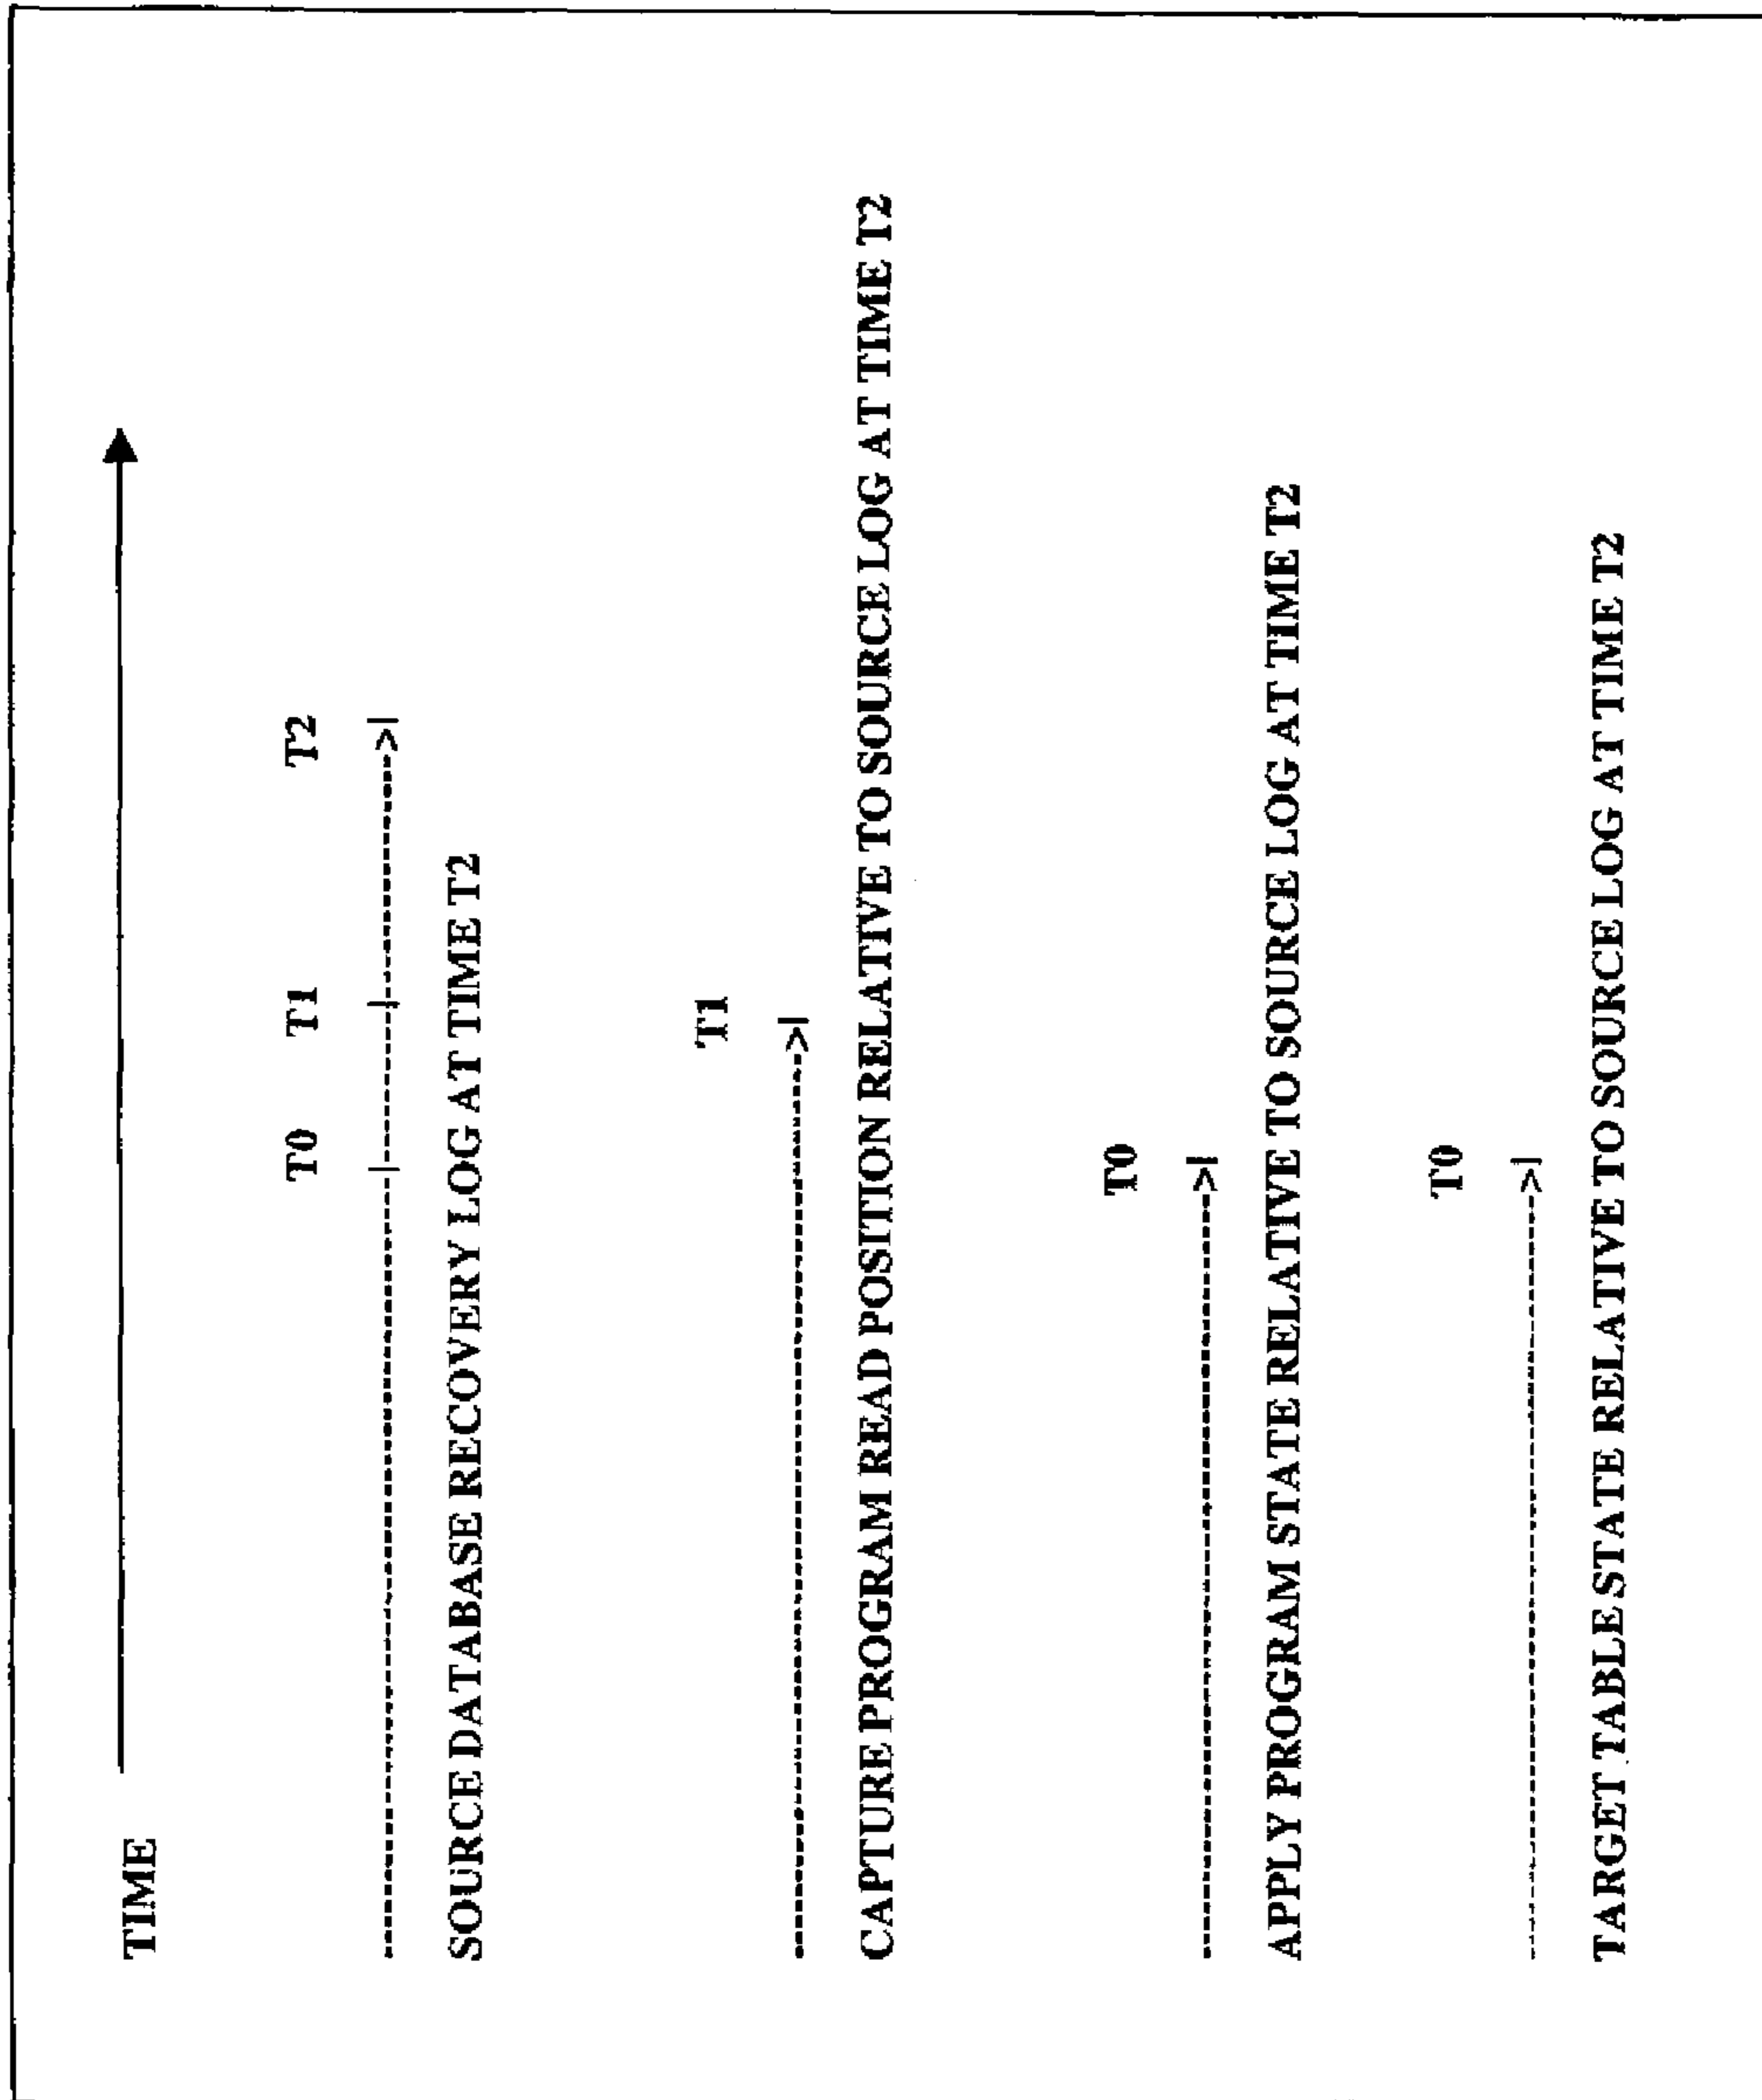 TIME
T0 T1 T2
SOURCE DATABASE RECOVERY LOG AT TIME T2
T1
CAPTURE PROGRAM READ POSITION RELATIVE TO SOURCE LOG AT TIME T2
T0
APPLY PROGRAM STATE RELATIVE TO SOURCE LOG AT TIME T2
T0
TARGET TABLE STATE RELATIVE TO SOURCE LOG AT TIME T2